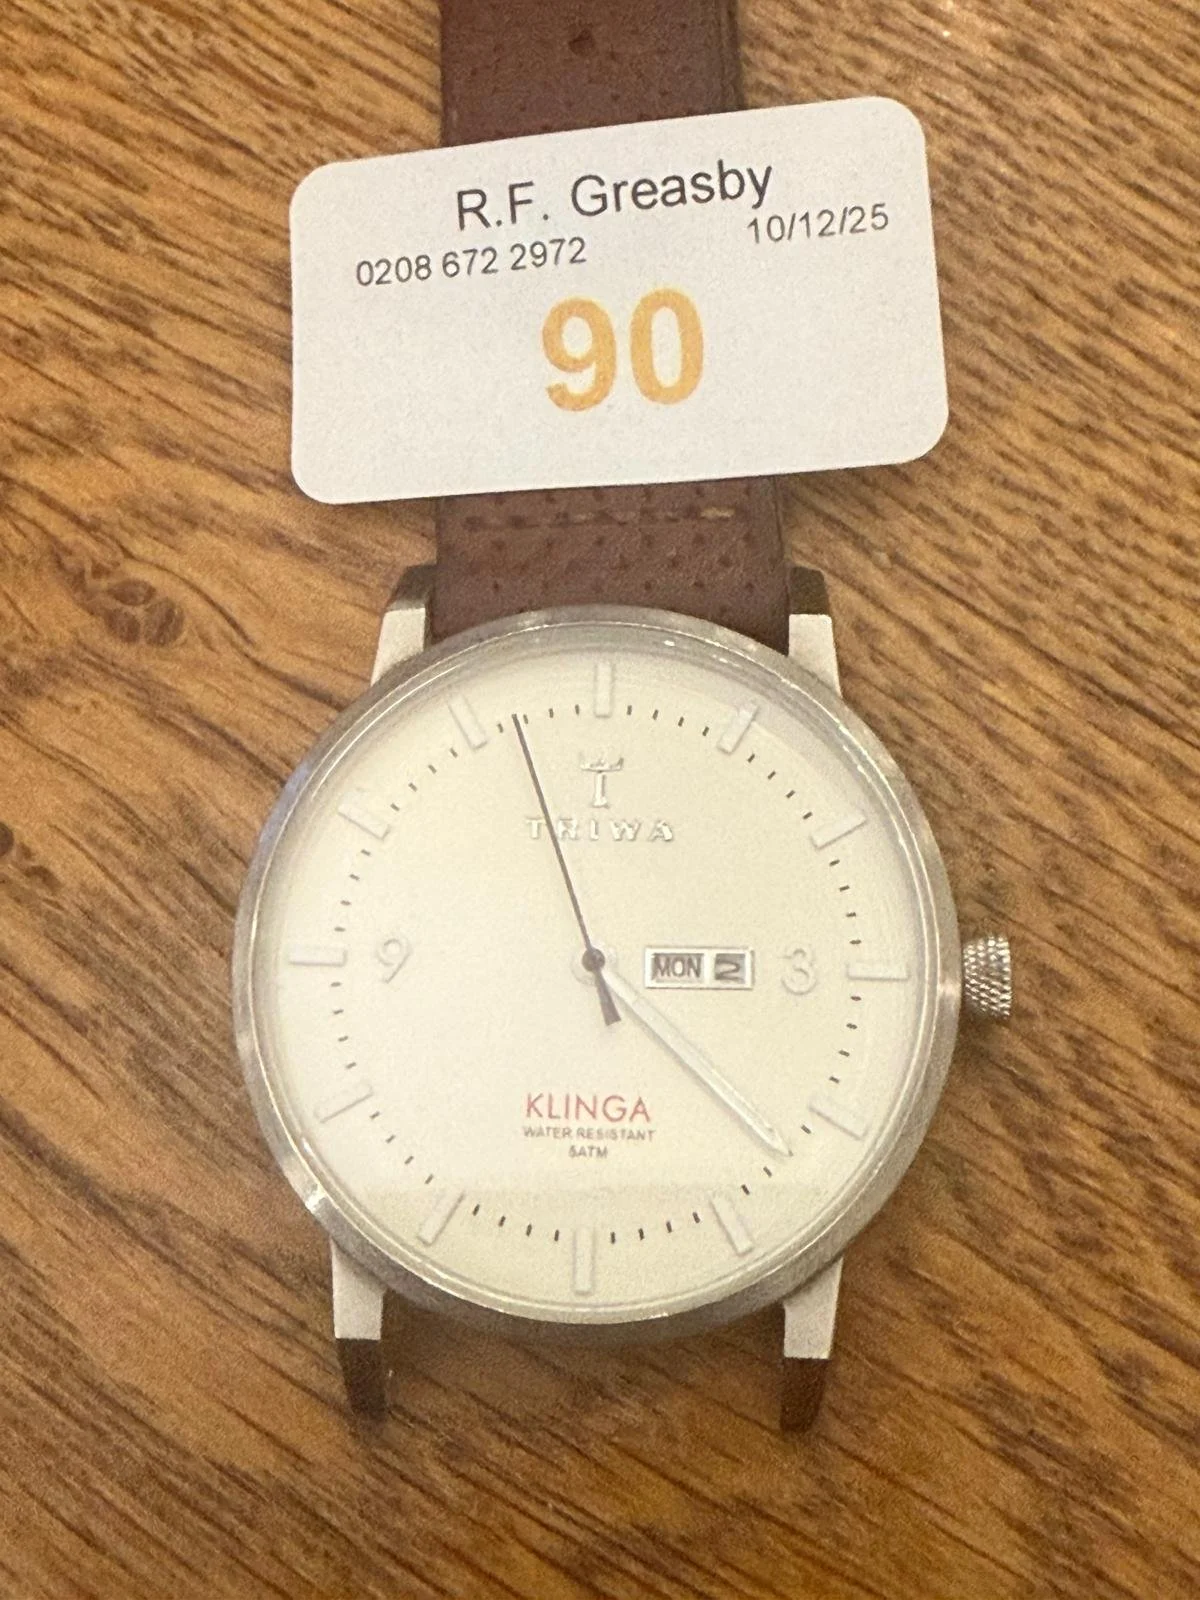 R.F. Greasby
0208 672 2972 10/12/25
90
TRIWA
9 MON 2 3
KLINGA
WATER RESISTANT
5ATM